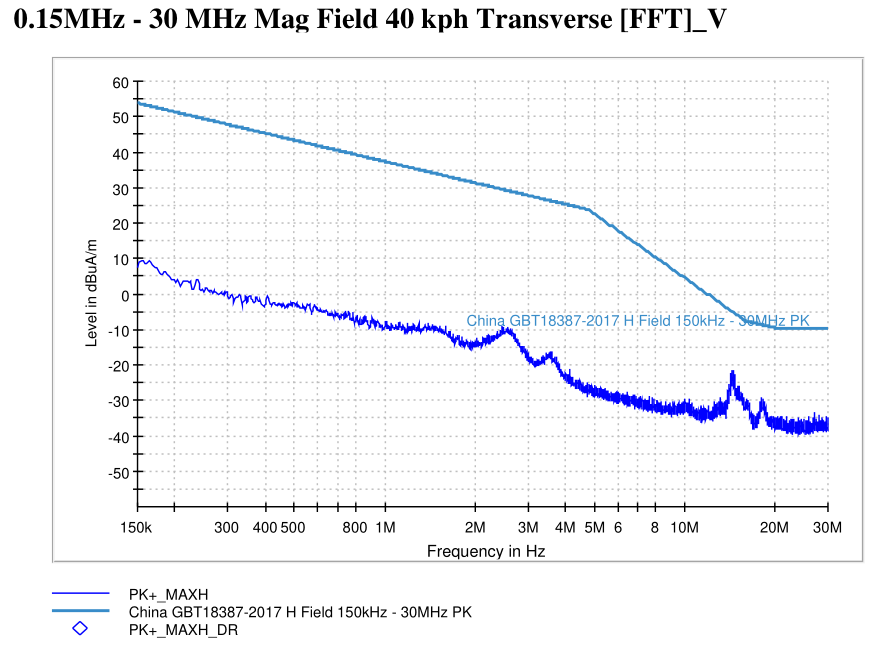 0.15MHz - 30 MHz Mag Field 40 kph Transverse [FFT]_V
60
50
40
30
20
10
0
-10
-20
-30
-40
-50
Level in dBuA/m
China GBT18387-2017 H Field 150kHz - 30MHz PK
150k 300 400 500 800 1M 2M 3M 4M 5M 6 8 10M 20M 30M
Frequency in Hz
PK+_MAXH
China GBT18387-2017 H Field 150kHz - 30MHz PK
PK+_MAXH_DR